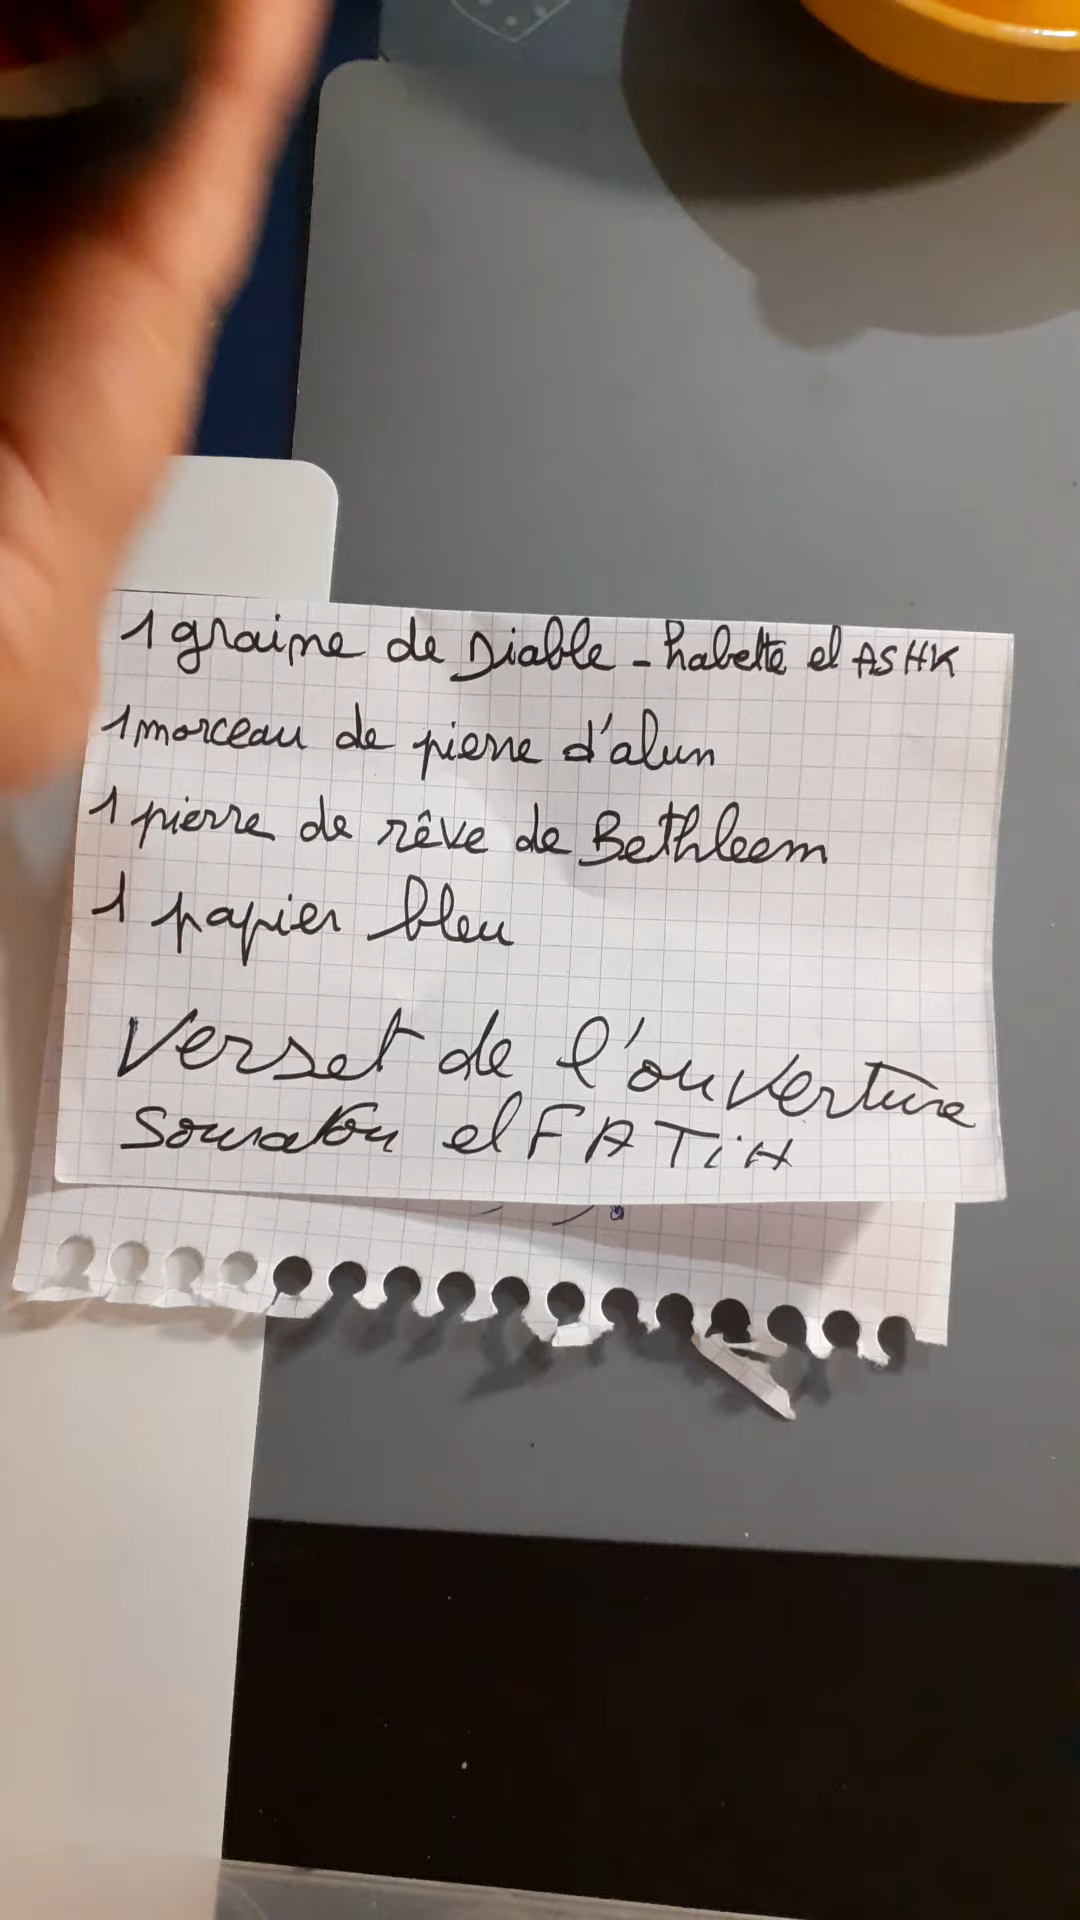 1 graine de Diable - habette el ASHK
1 morceau de pierre d'alun
1 pierre de rêve de Bethleem
1 papier bleu
Verset de l'ouverture
Souratou el FATiH